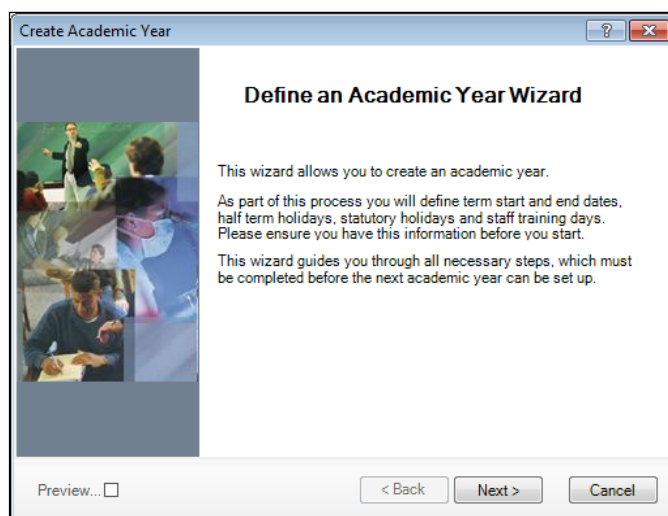 Create Academic Year
?
Define an Academic Year Wizard
This wizard allows you to create an academic year.
As part of this process you will define term start and end dates,
half term holidays, statutory holidays and staff training days.
Please ensure you have this information before you start.
This wizard guides you through all necessary steps, which must
be completed before the next academic year can be set up.
Preview...
< Back
Next >
Cancel